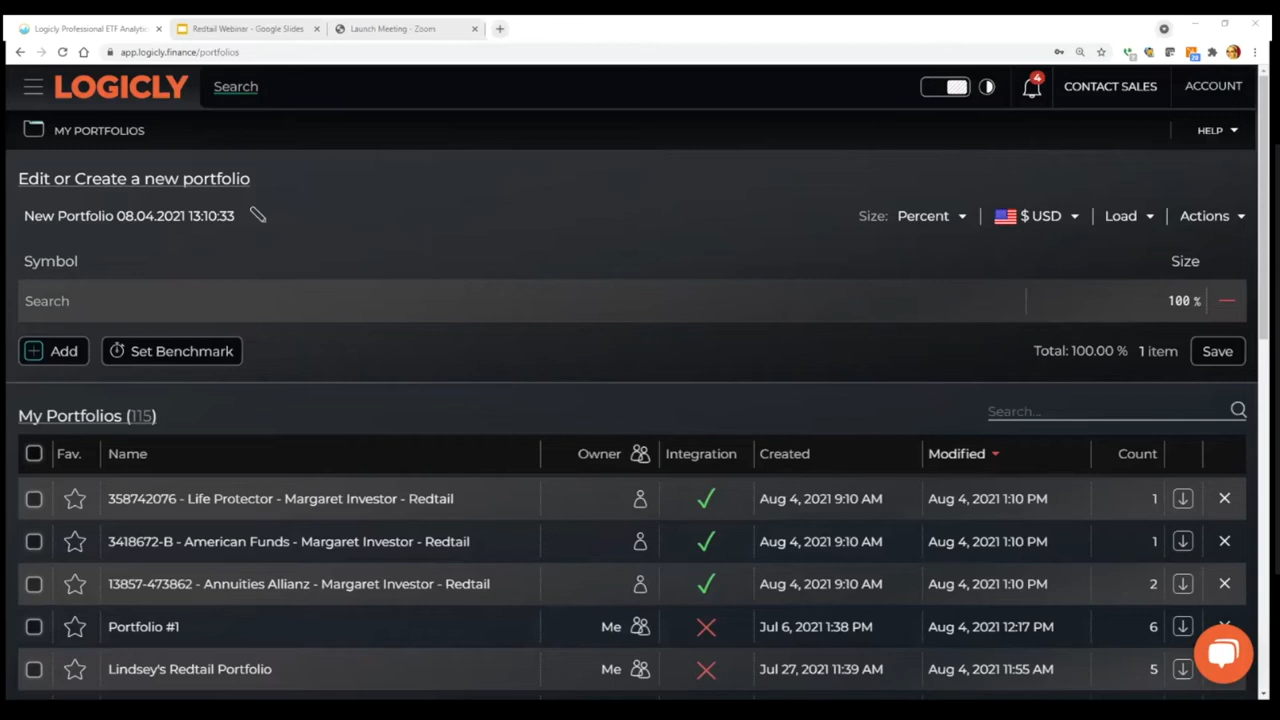 Logicly Professional ETF Analytic
Redtail Webinar - Google Slides
Launch Meeting - Zoom
app.logicly.finance/portfolios
LOGICLY
Search
4
CONTACT SALES
ACCOUNT
MY PORTFOLIOS
HELP
Edit or Create a new portfolio
New Portfolio 08.04.2021 13:10:33
Size: Percent
$ USD
Load
Actions
Symbol
Size
Search
100 %
Add
Set Benchmark
Total: 100.00 %
1 item
Save
My Portfolios (115)
Search...
Fav. Name Owner Integration Created Modified Count
358742076 - Life Protector - Margaret Investor - Redtail Aug 4, 2021 9:10 AM Aug 4, 2021 1:10 PM 1
3418672-B - American Funds - Margaret Investor - Redtail Aug 4, 2021 9:10 AM Aug 4, 2021 1:10 PM 1
13857-473862 - Annuities Allianz - Margaret Investor - Redtail Aug 4, 2021 9:10 AM Aug 4, 2021 1:10 PM 2
Portfolio #1 Me Jul 6, 2021 1:38 PM Aug 4, 2021 12:17 PM 6
Lindsey's Redtail Portfolio Me Jul 27, 2021 11:39 AM Aug 4, 2021 11:55 AM 5